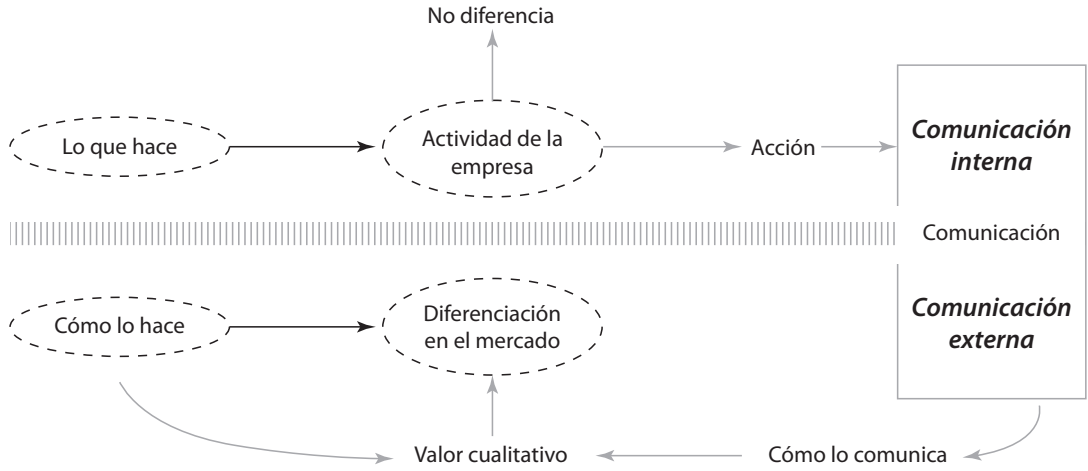 No diferencia
Lo que hace
Actividad de la
empresa
Acción
Comunicación
interna
Comunicación
Cómo lo hace
Diferenciación
en el mercado
Comunicación
externa
Valor cualitativo
Cómo lo comunica